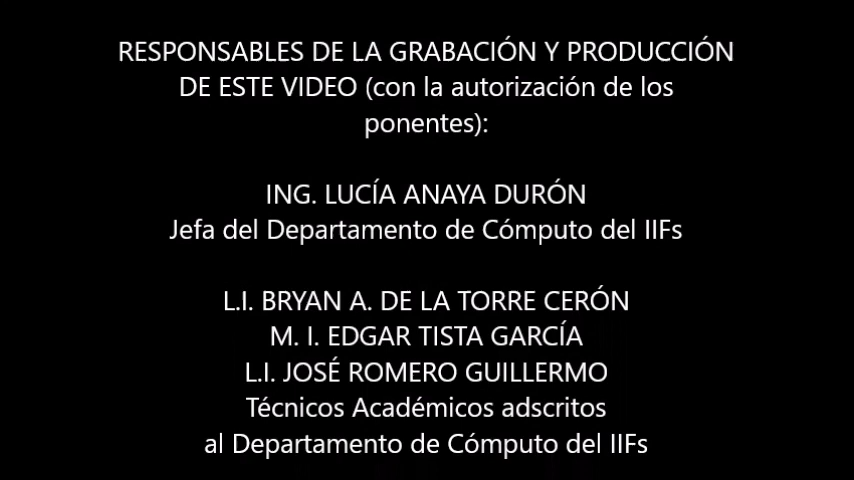 RESPONSABLES DE LA GRABACIÓN Y PRODUCCIÓN
DE ESTE VIDEO (con la autorización de los
ponentes):
ING. LUCÍA ANAYA DURÓN
Jefa del Departamento de Cómputo del IIFs
L.I. BRYAN A. DE LA TORRE CERÓN
M. I. EDGAR TISTA GARCÍA
L.I. JOSÉ ROMERO GUILLERMO
Técnicos Académicos adscritos
al Departamento de Cómputo del IIFs